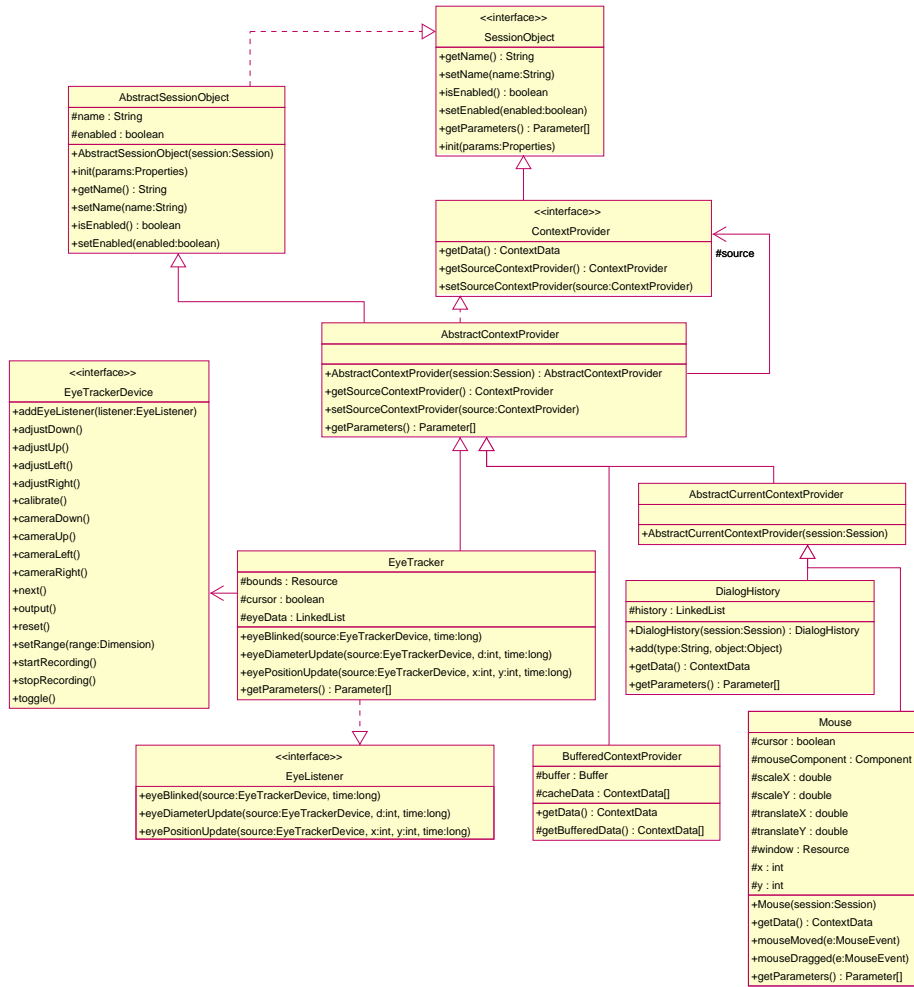 <<interface>>
SessionObject
+getName() : String
+setName(name:String)
+isEnabled() : boolean
+setEnabled(enabled:boolean)
+getParameters() : Parameter[]
+init(params:Properties)
AbstractSessionObject
#name : String
#enabled : boolean
+AbstractSessionObject(session:Session)
+init(params:Properties)
+getName() : String
+setName(name:String)
+isEnabled() : boolean
+setEnabled(enabled:boolean)
<<interface>>
ContextProvider
+getData() : ContextData
+getSourceContextProvider() : ContextProvider
+setSourceContextProvider(source:ContextProvider)
#source
AbstractContextProvider
+AbstractContextProvider(session:Session) : AbstractContextProvider
+getSourceContextProvider() : ContextProvider
+setSourceContextProvider(source:ContextProvider)
+getParameters() : Parameter[]
<<interface>>
EyeTrackerDevice
+addEyeListener(listener:EyeListener)
+adjustDown()
+adjustUp()
+adjustLeft()
+adjustRight()
+calibrate()
+cameraDown()
+cameraUp()
+cameraLeft()
+cameraRight()
+next()
+output()
+reset()
+setRange(range:Dimension)
+startRecording()
+stopRecording()
+toggle()
AbstractCurrentContextProvider
+AbstractCurrentContextProvider(session:Session)
EyeTracker
#bounds : Resource
#cursor : boolean
#eyeData : LinkedList
+eyeBlinked(source:EyeTrackerDevice, time:long)
+eyeDiameterUpdate(source:EyeTrackerDevice, d:int, time:long)
+eyePositionUpdate(source:EyeTrackerDevice, x:int, y:int, time:long)
+getParameters() : Parameter[]
DialogHistory
#history : LinkedList
+DialogHistory(session:Session) : DialogHistory
+add(type:String, object:Object)
+getData() : ContextData
+getParameters() : Parameter[]
<<interface>>
EyeListener
+eyeBlinked(source:EyeTrackerDevice, time:long)
+eyeDiameterUpdate(source:EyeTrackerDevice, d:int, time:long)
+eyePositionUpdate(source:EyeTrackerDevice, x:int, y:int, time:long)
BufferedContextProvider
#buffer : Buffer
#cacheData : ContextData[]
+getData() : ContextData
#getBufferedData() : ContextData[]
Mouse
#cursor : boolean
#mouseComponent : Component
#scaleX : double
#scaleY : double
#translateX : double
#translateY : double
#window : Resource
#x : int
#y : int
+Mouse(session:Session)
+getData() : ContextData
+mouseMoved(e:MouseEvent)
+mouseDragged(e:MouseEvent)
+getParameters() : Parameter[]